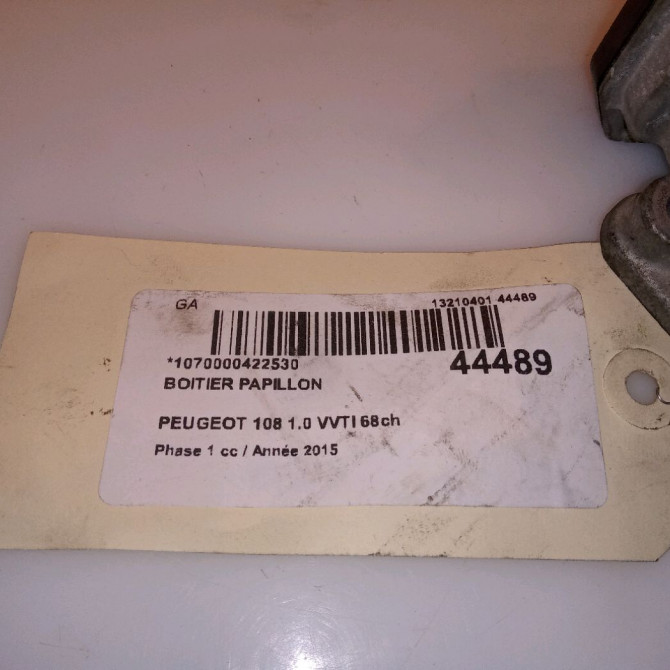 GA 13210401 44489
*1070000422530 44489
BOITIER PAPILLON
PEUGEOT 108 1.0 VVTI 68ch
Phase 1 cc / Année 2015